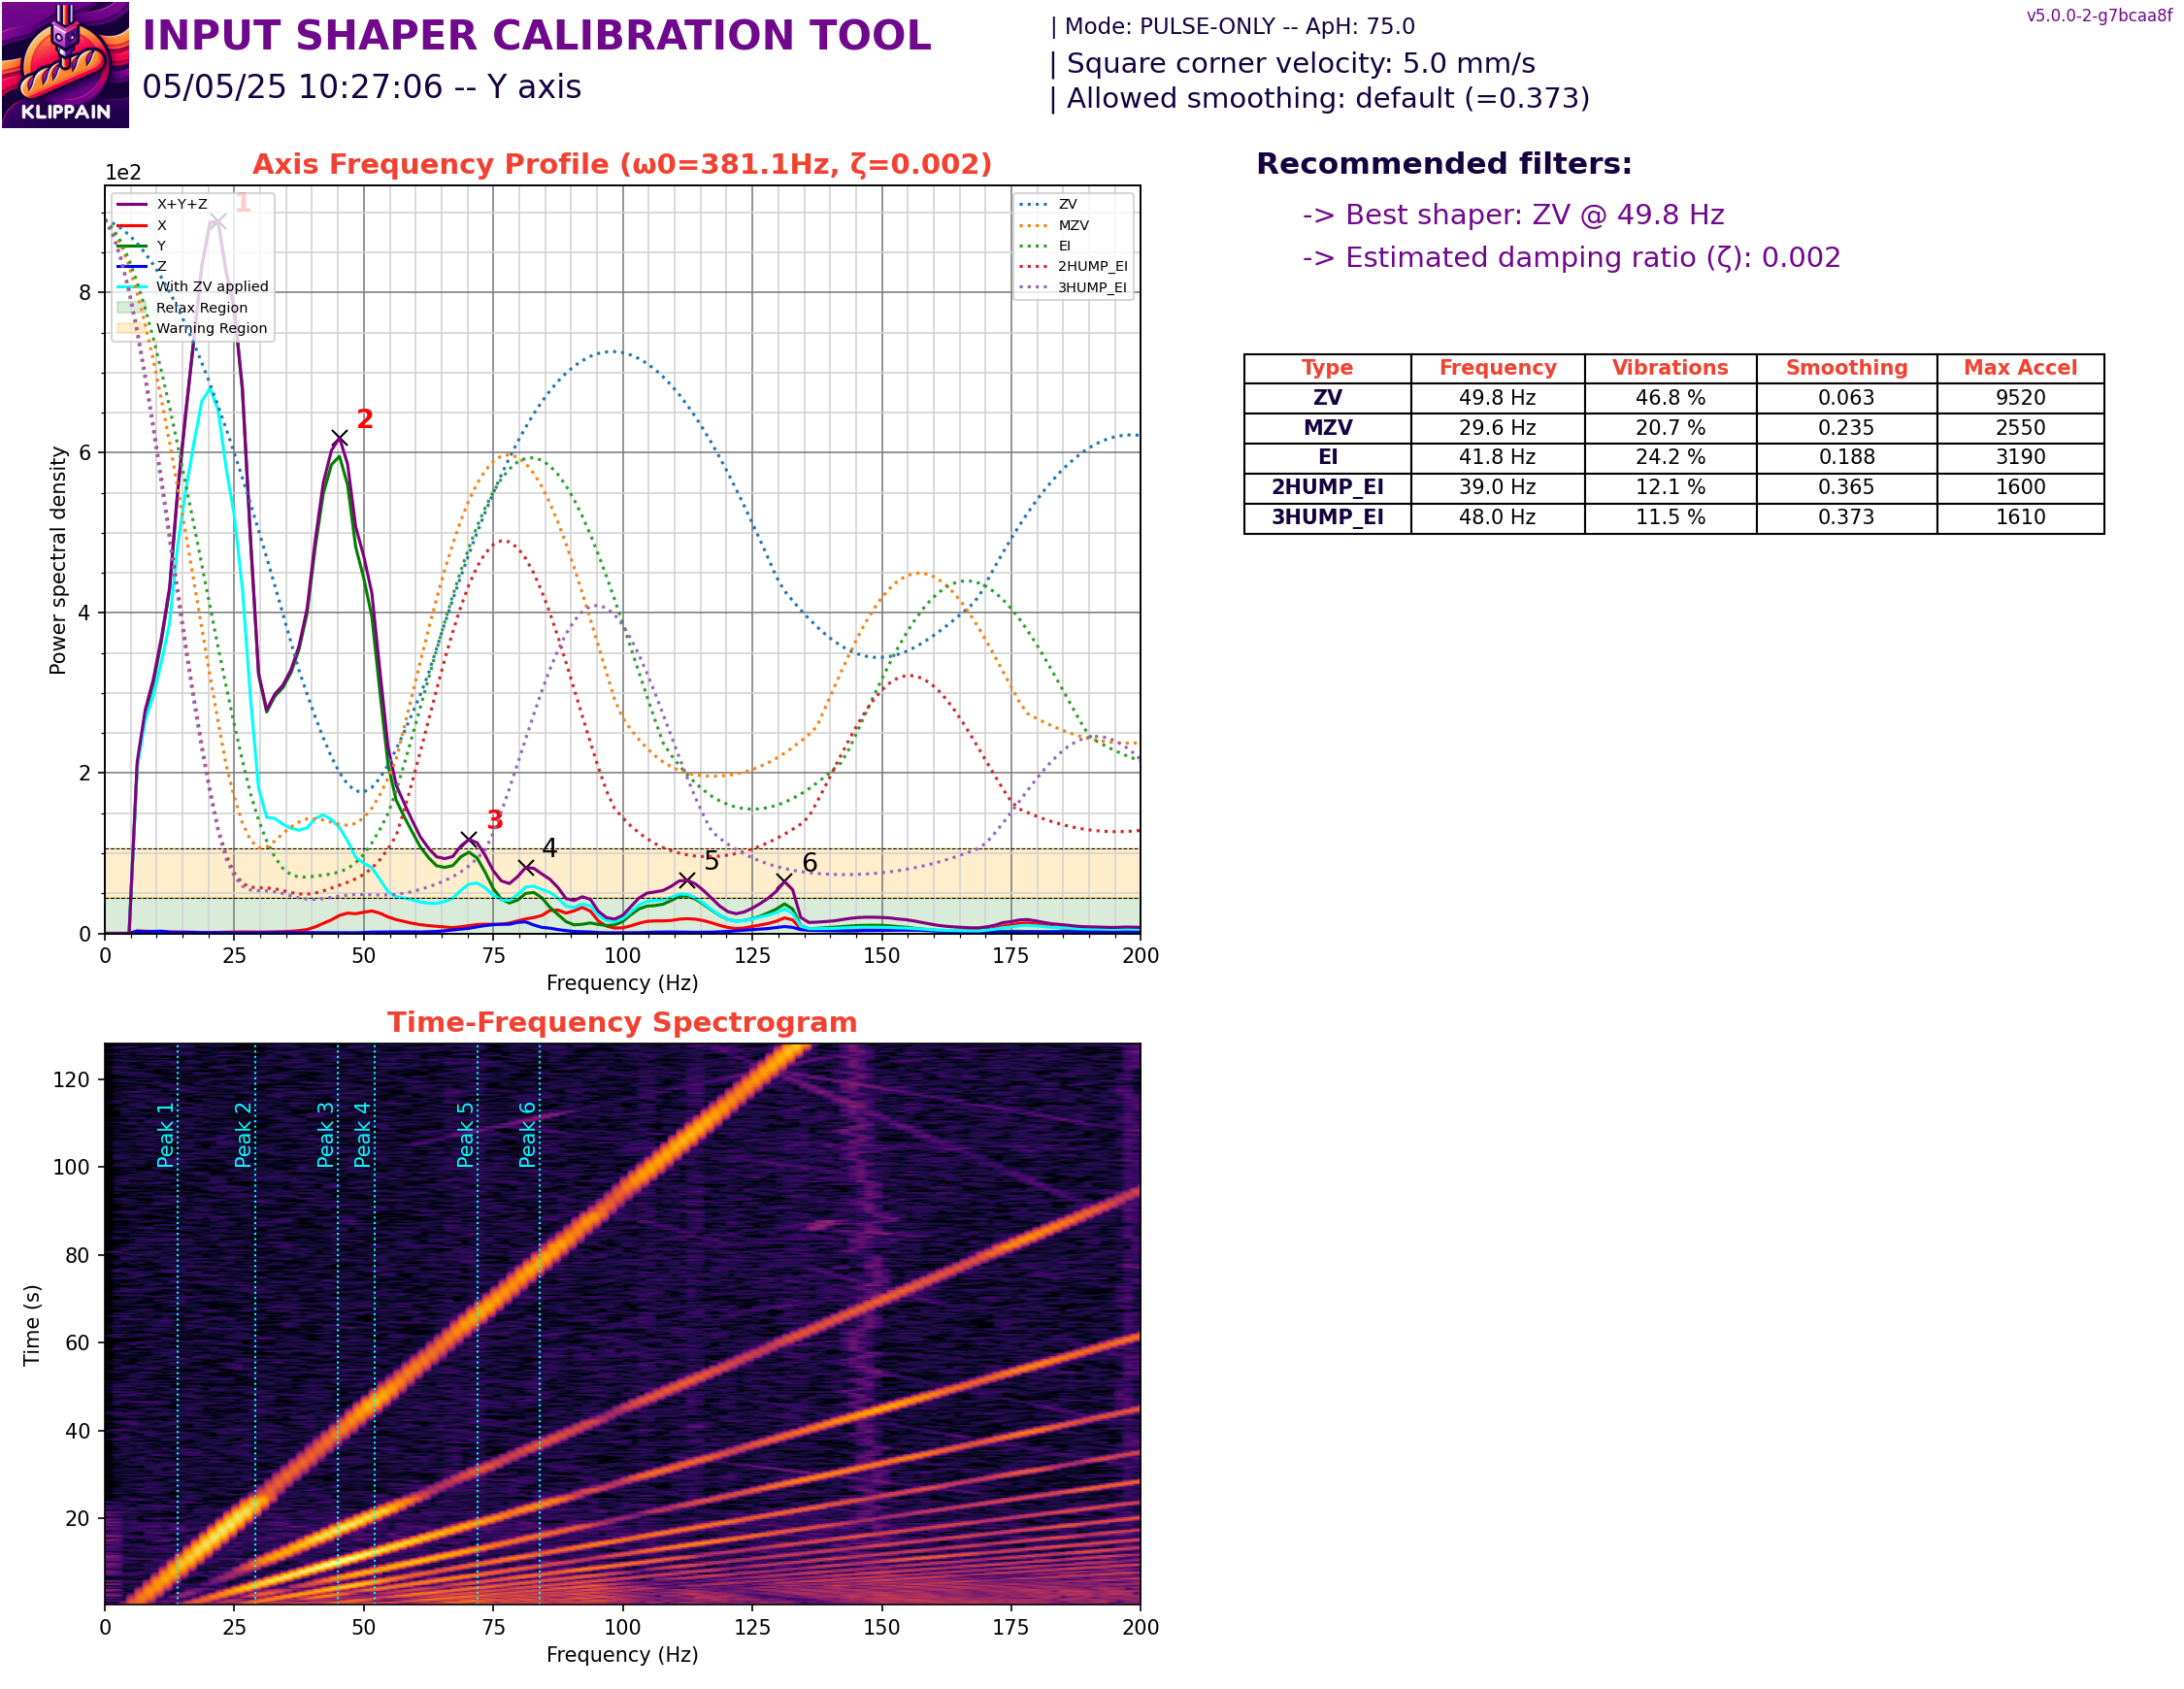 KLIPPAIN
INPUT SHAPER CALIBRATION TOOL
05/05/25 10:27:06 -- Y axis
| Mode: PULSE-ONLY -- ApH: 75.0
| Square corner velocity: 5.0 mm/s
| Allowed smoothing: default (=0.373)
v5.0.0-2-g7bcaa8f
Axis Frequency Profile (ω0=381.1Hz, ζ=0.002)
1e2
X+Y+Z
X
Y
Z
With ZV applied
Relax Region
Warning Region
ZV
MZV
EI
2HUMP_EI
3HUMP_EI
1
2
3
4
5
6
8
6
4
2
0
Power spectral density
0 25 50 75 100 125 150 175 200
Frequency (Hz)
Recommended filters:
-> Best shaper: ZV @ 49.8 Hz
-> Estimated damping ratio (ζ): 0.002
Type Frequency Vibrations Smoothing Max Accel
ZV 49.8 Hz 46.8 % 0.063 9520
MZV 29.6 Hz 20.7 % 0.235 2550
EI 41.8 Hz 24.2 % 0.188 3190
2HUMP_EI 39.0 Hz 12.1 % 0.365 1600
3HUMP_EI 48.0 Hz 11.5 % 0.373 1610
Time-Frequency Spectrogram
Peak 1
Peak 2
Peak 3
Peak 4
Peak 5
Peak 6
120
100
80
60
40
20
Time (s)
0 25 50 75 100 125 150 175 200
Frequency (Hz)